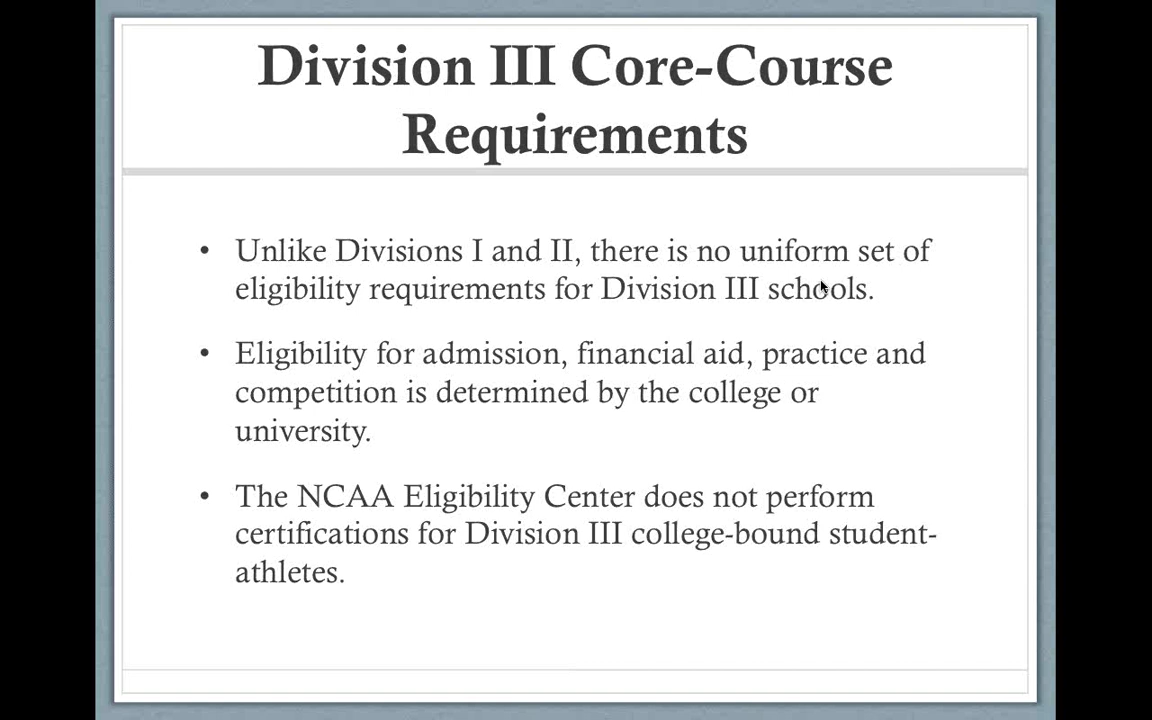 Division III Core-Course
Requirements
• Unlike Divisions I and II, there is no uniform set of
eligibility requirements for Division III schools.
• Eligibility for admission, financial aid, practice and
competition is determined by the college or
university.
• The NCAA Eligibility Center does not perform
certifications for Division III college-bound student-
athletes.